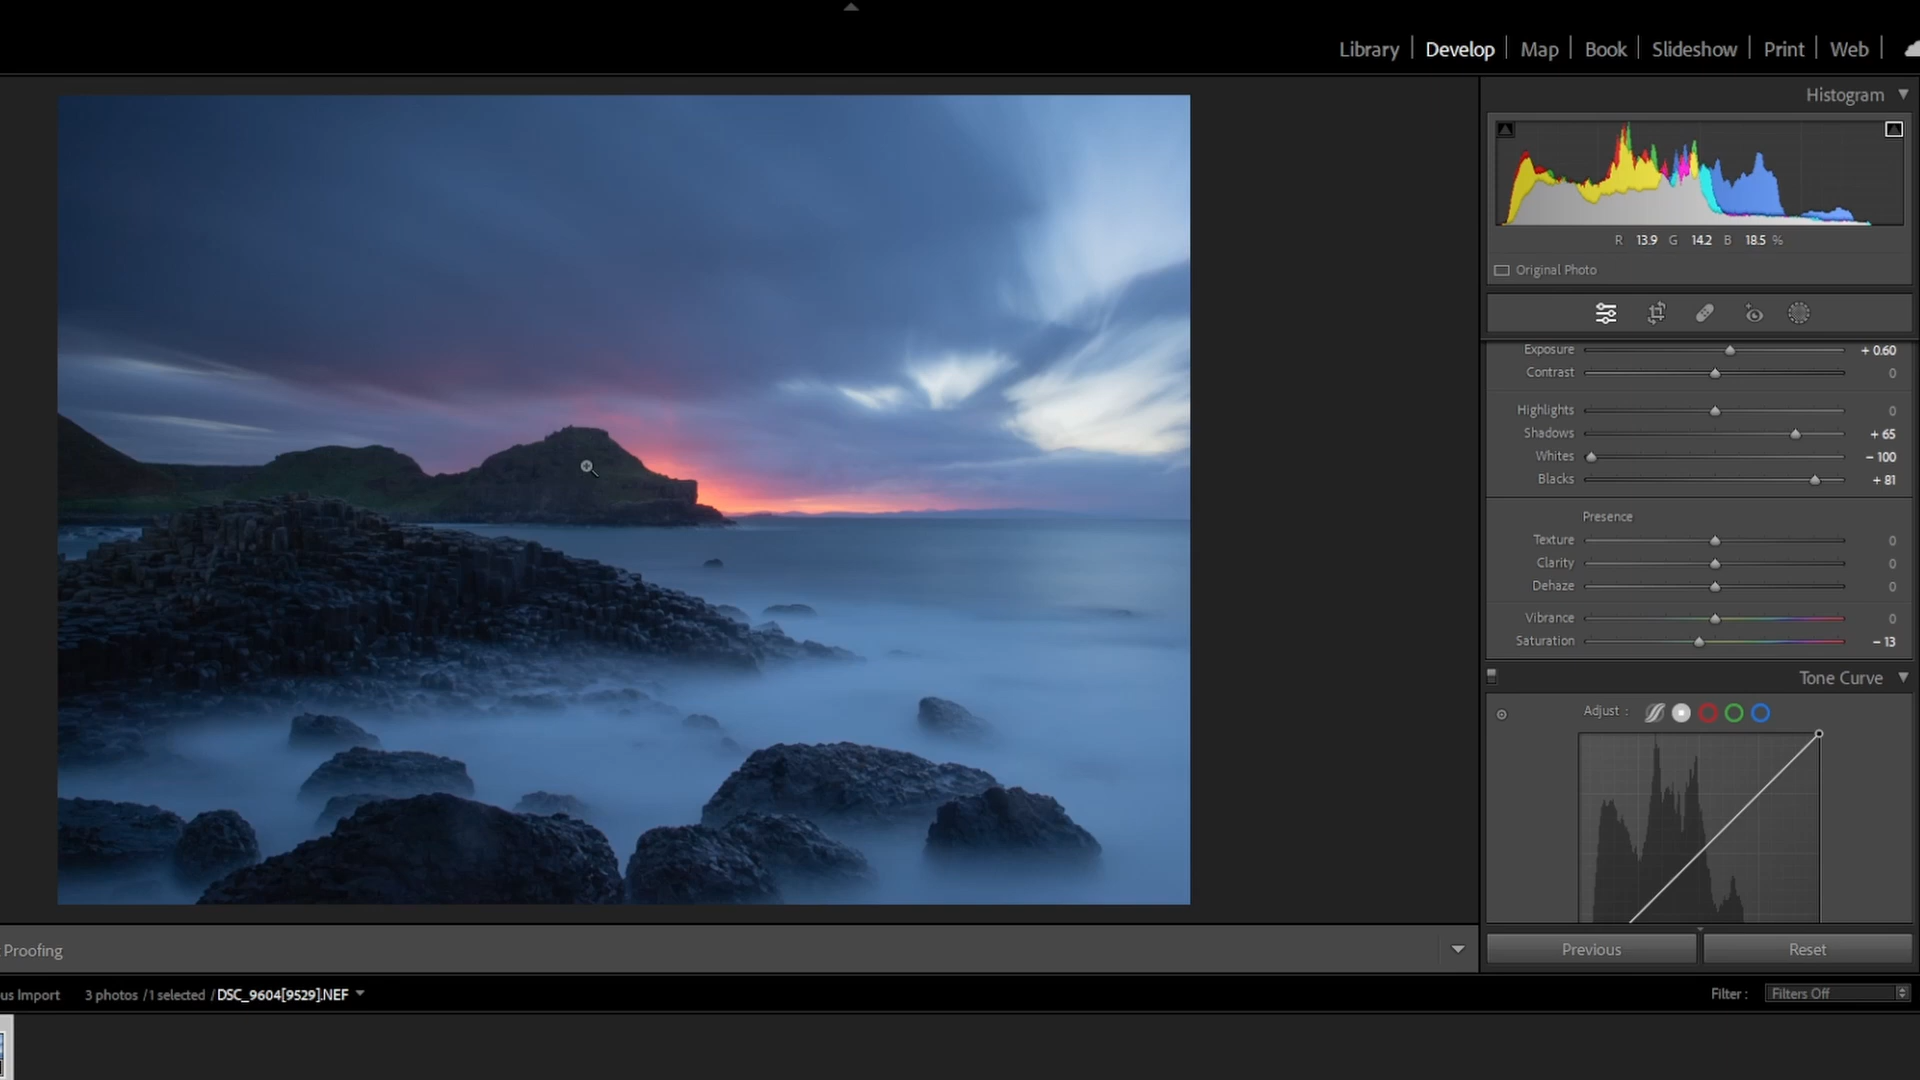 Library | Develop | Map | Book | Slideshow | Print | Web |
Histogram
R 13.9 G 14.2 B 18.5 %
Original Photo
Exposure + 0.60
Contrast 0
Highlights 0
Shadows + 65
Whites - 100
Blacks + 81
Presence
Texture 0
Clarity 0
Dehaze 0
Vibrance 0
Saturation - 13
Tone Curve
Adjust :
Proofing
Previous Reset
us Import 3 photos / 1 selected / DSC_9604[9529].NEF
Filter : Filters Off